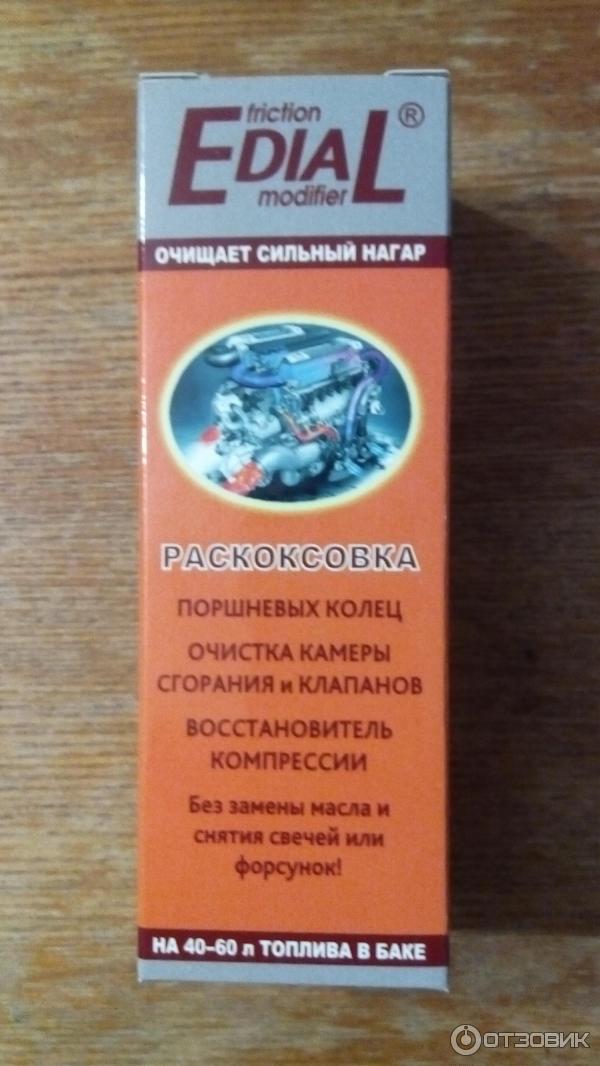 friction
EDIAL®
modifier
ОЧИЩАЕТ СИЛЬНЫЙ НАГАР
РАСКОКСОВКА
ПОРШНЕВЫХ КОЛЕЦ
ОЧИСТКА КАМЕРЫ
СГОРАНИЯ и КЛАПАНОВ
ВОССТАНОВИТЕЛЬ
КОМПРЕССИИ
Без замены масла и
снятия свечей или
форсунок!
НА 40–60 л ТОПЛИВА В БАКЕ
ОТЗОВИК